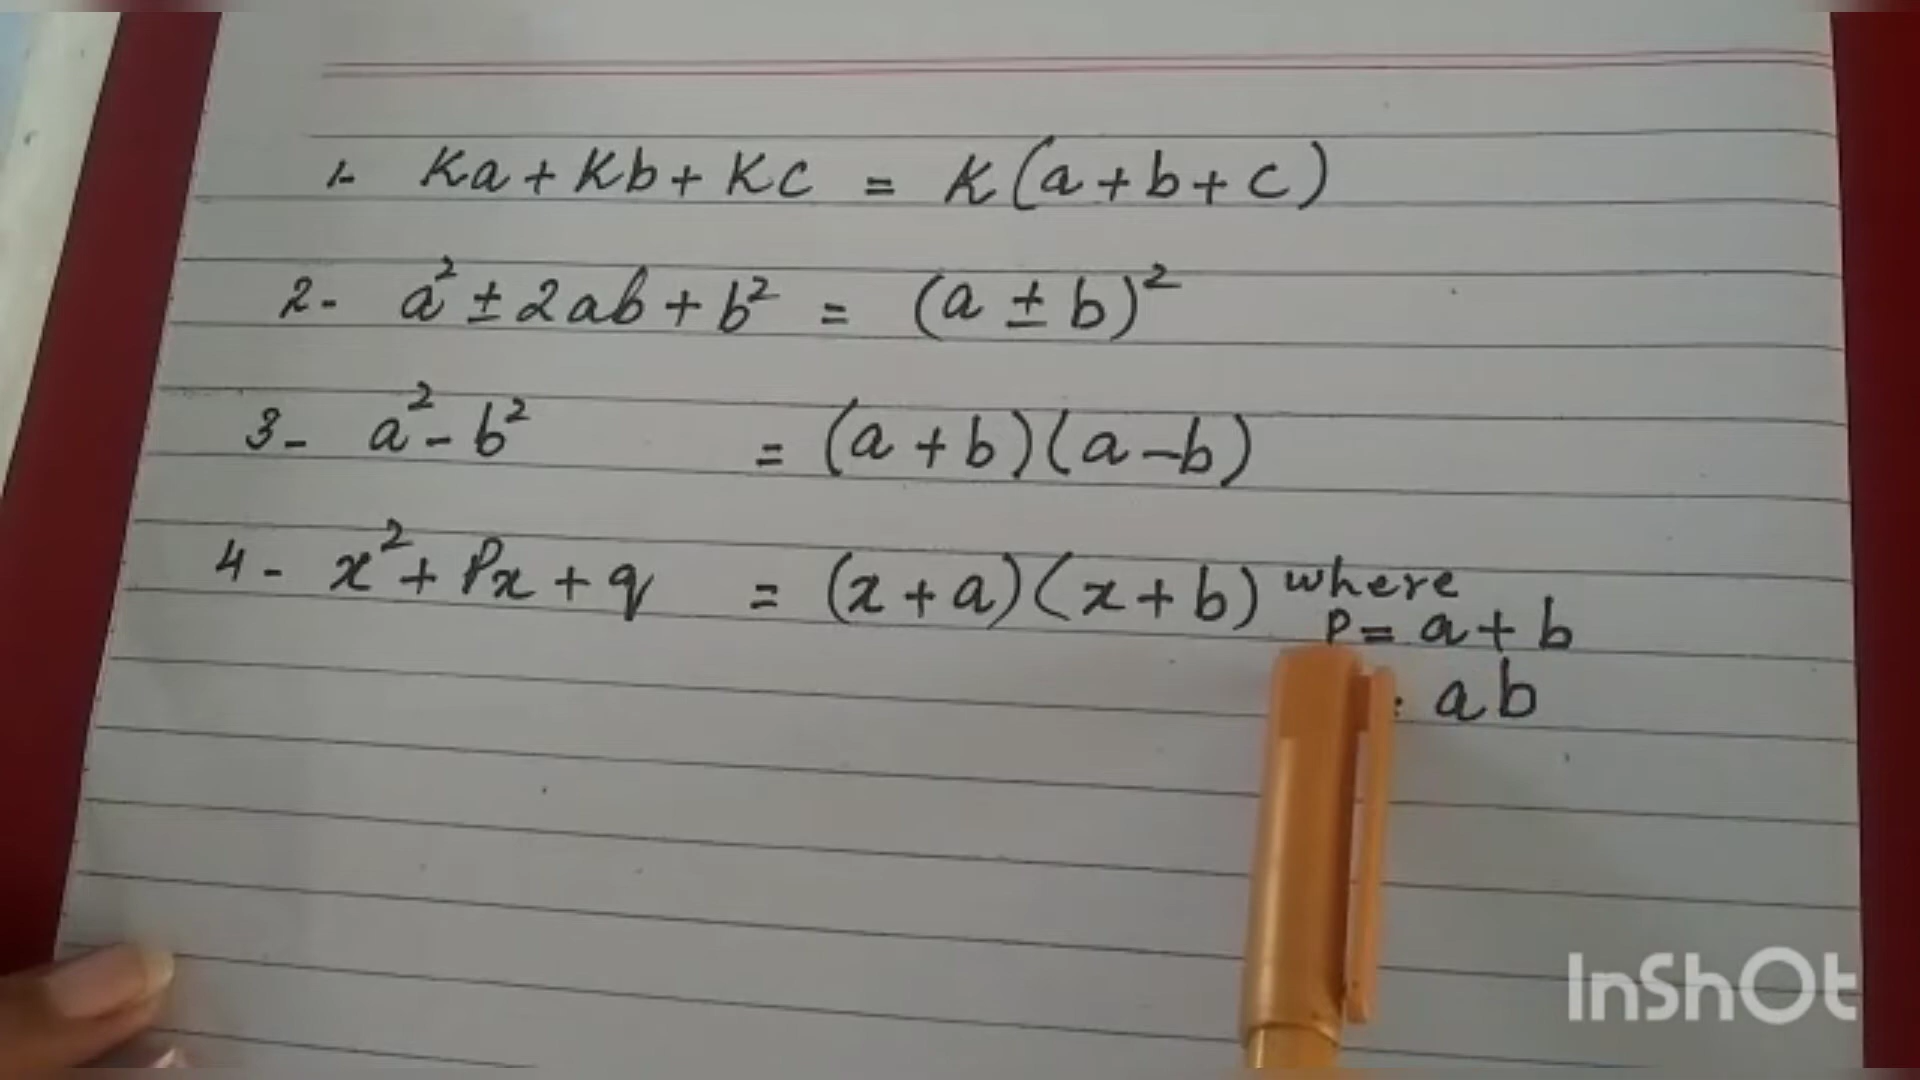 1- Ka + Kb + Kc = K(a + b + c)
2- a² ± 2ab + b² = (a ± b)²
3- a² - b² = (a + b)(a - b)
4- x² + Px + q = (x + a)(x + b) where
P = a + b
ab
InShOt